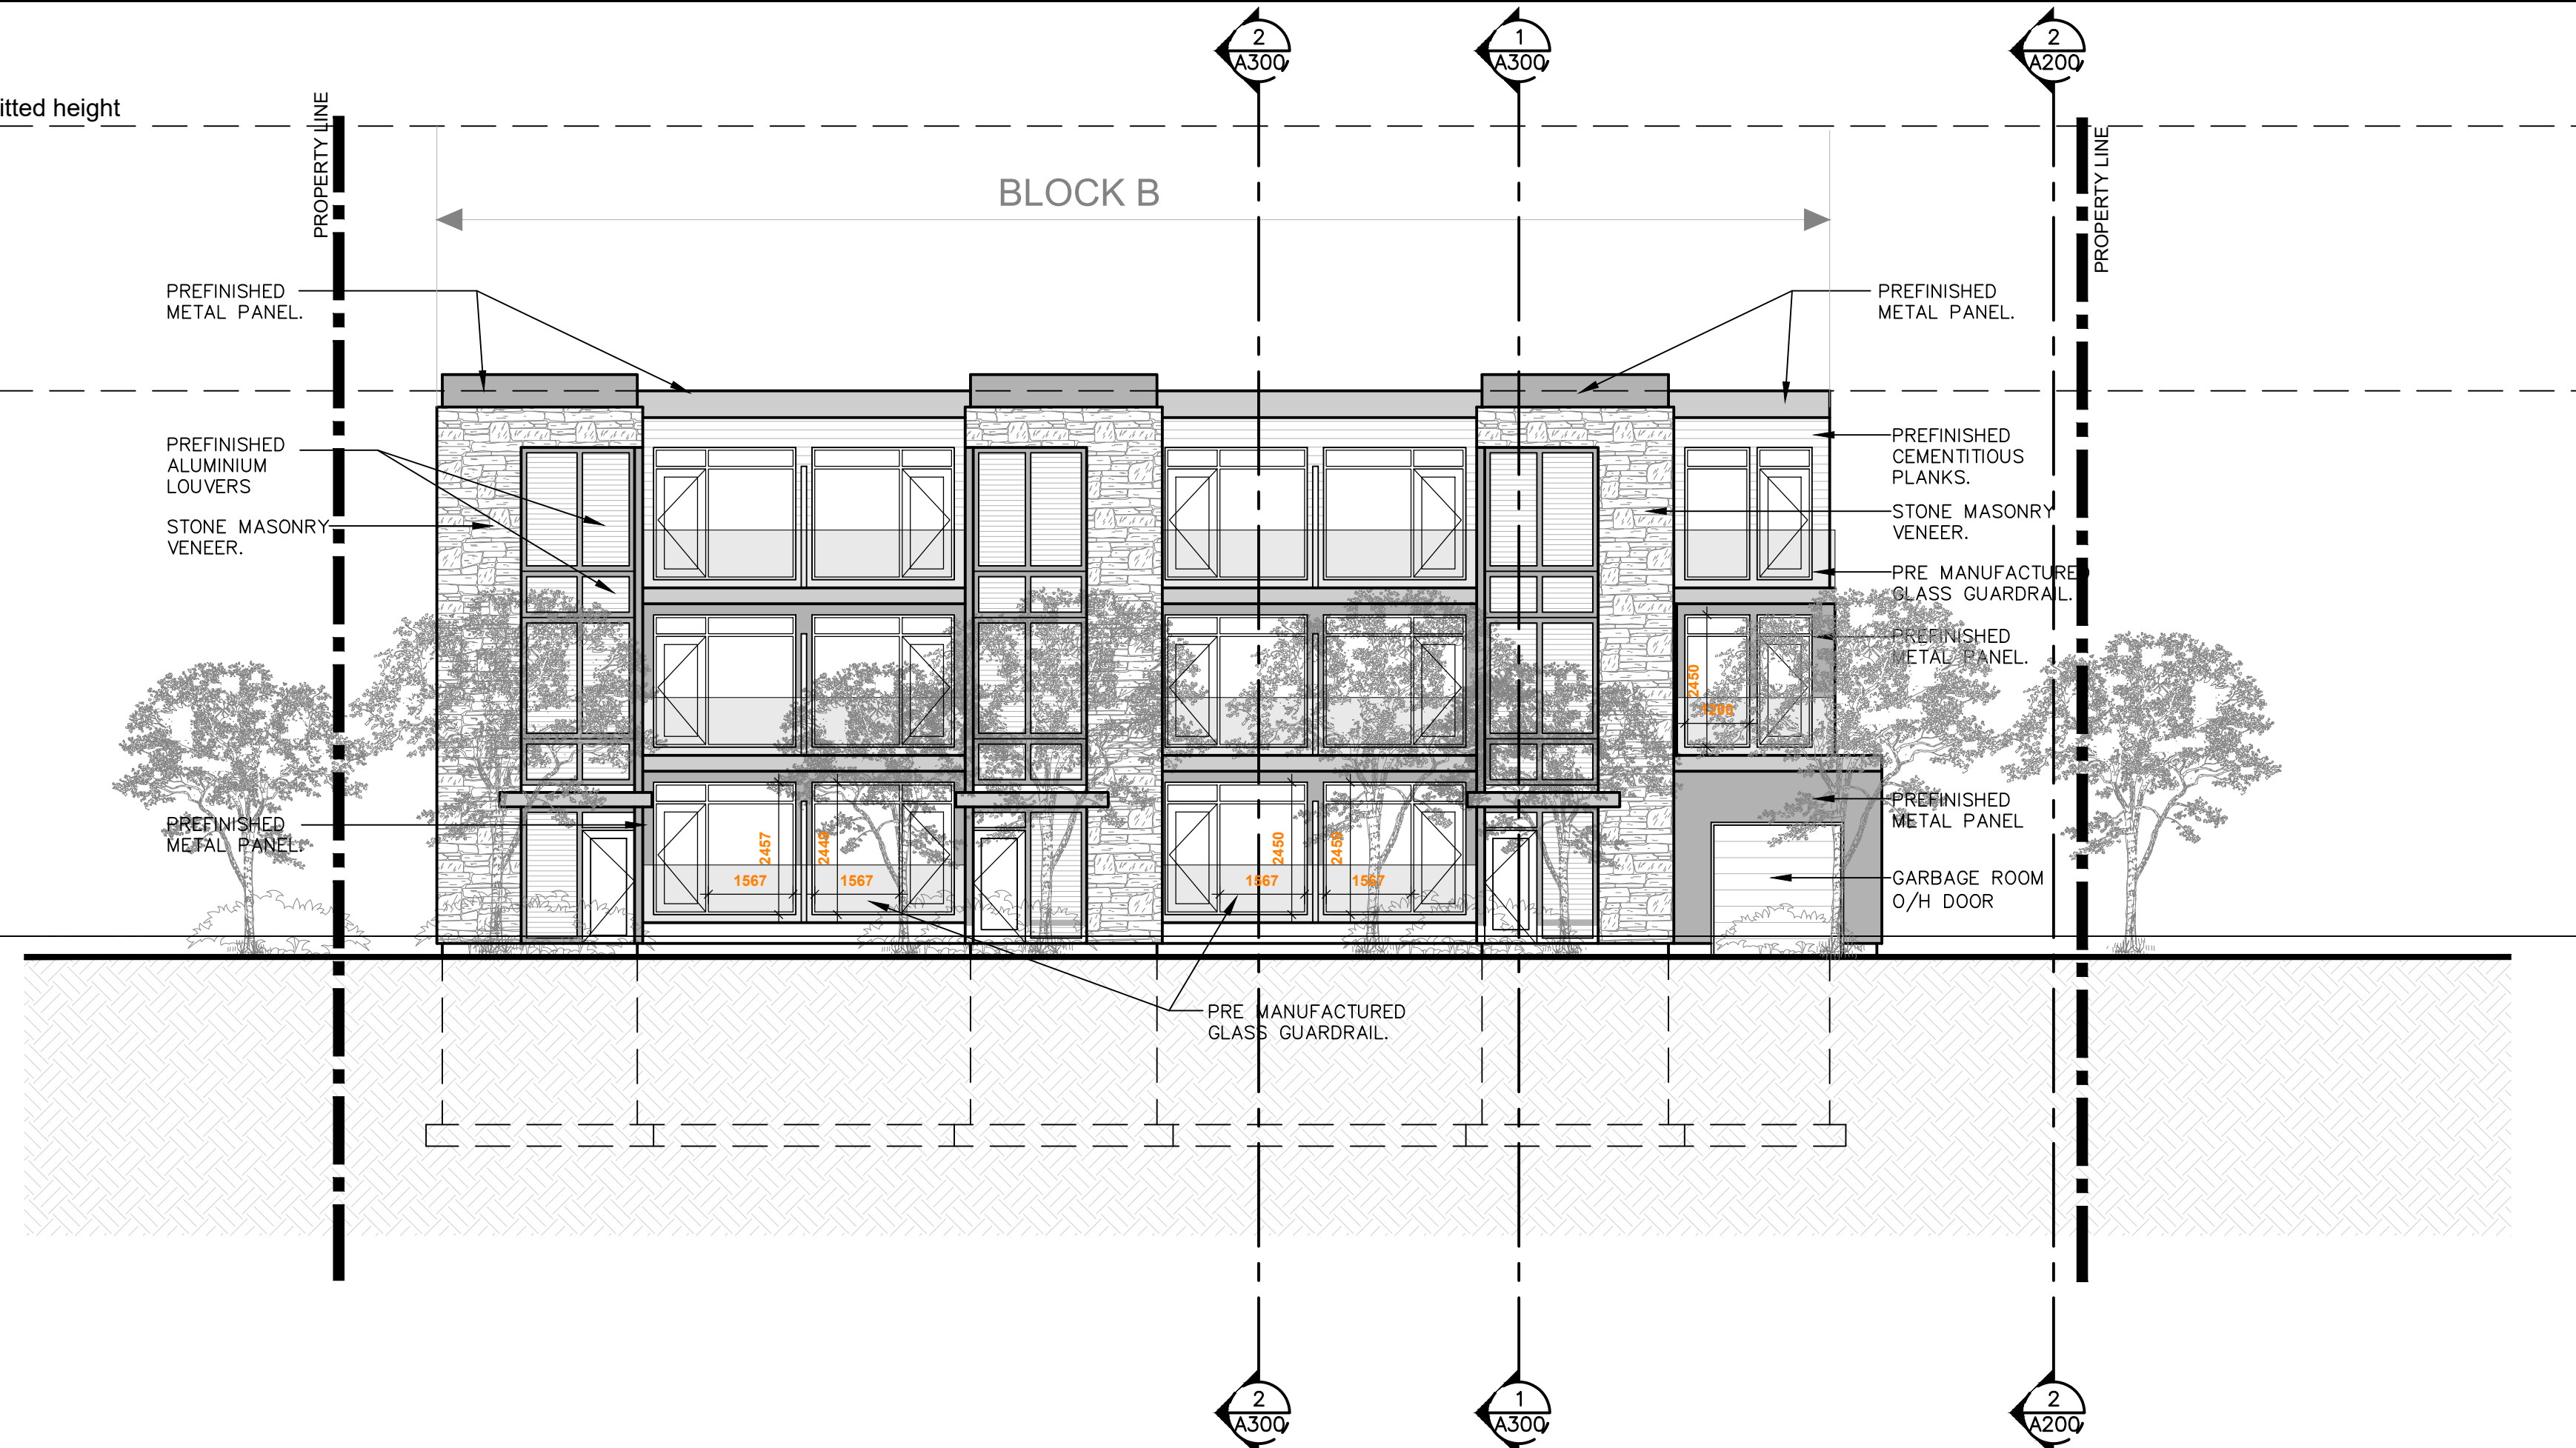 2
A300
1
A300
2
A200
itted height
PROPERTY LINE
PROPERTY LINE
BLOCK B
PREFINISHED
METAL PANEL.
PREFINISHED
METAL PANEL.
PREFINISHED
ALUMINIUM
LOUVERS
STONE MASONRY
VENEER.
PREFINISHED
CEMENTITIOUS
PLANKS.
STONE MASONRY
VENEER.
PRE MANUFACTURED
GLASS GUARDRAIL.
PREFINISHED
METAL PANEL.
2450
1200
PREFINISHED
METAL PANEL.
2457
2449
1567
1567
2450
2450
1567
1567
PREFINISHED
METAL PANEL
GARBAGE ROOM
O/H DOOR
PRE MANUFACTURED
GLASS GUARDRAIL.
2
A300
1
A300
2
A200